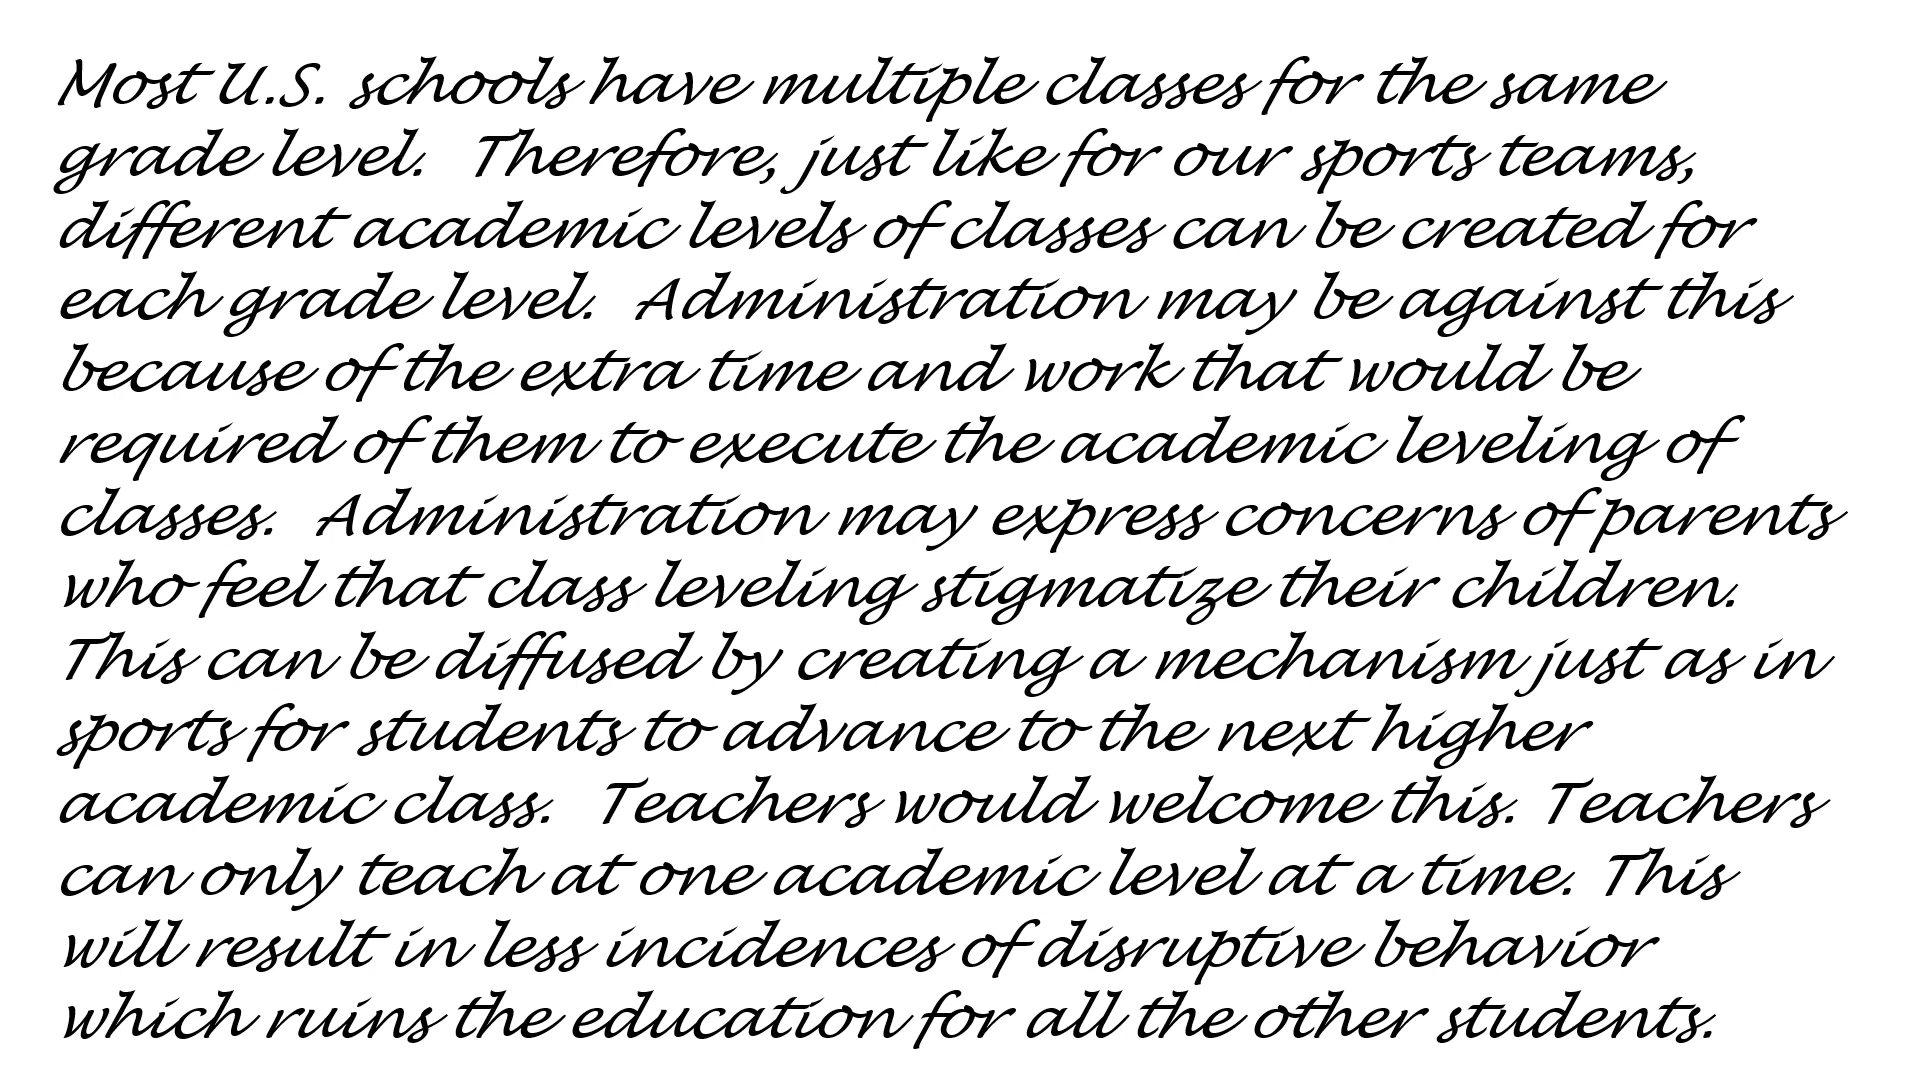 Most U.S. schools have multiple classes for the same
grade level.  Therefore, just like for our sports teams,
different academic levels of classes can be created for
each grade level.  Administration may be against this
because of the extra time and work that would be
required of them to execute the academic leveling of
classes.  Administration may express concerns of parents
who feel that class leveling stigmatize their children.
This can be diffused by creating a mechanism just as in
sports for students to advance to the next higher
academic class.  Teachers would welcome this. Teachers
can only teach at one academic level at a time. This
will result in less incidences of disruptive behavior
which ruins the education for all the other students.